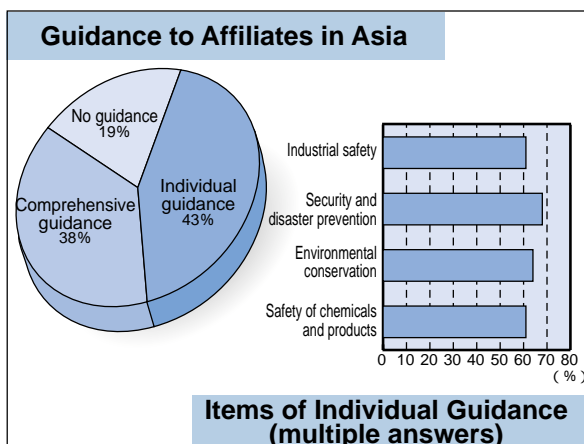 Guidance to Affiliates in Asia
No guidance
19%
Individual
guidance
43%
Comprehensive
guidance
38%
Industrial safety
Security and
disaster prevention
Environmental
conservation
Safety of chemicals
and products
0 10 20 30 40 50 60 70 80
(%)
Items of Individual Guidance
(multiple answers)